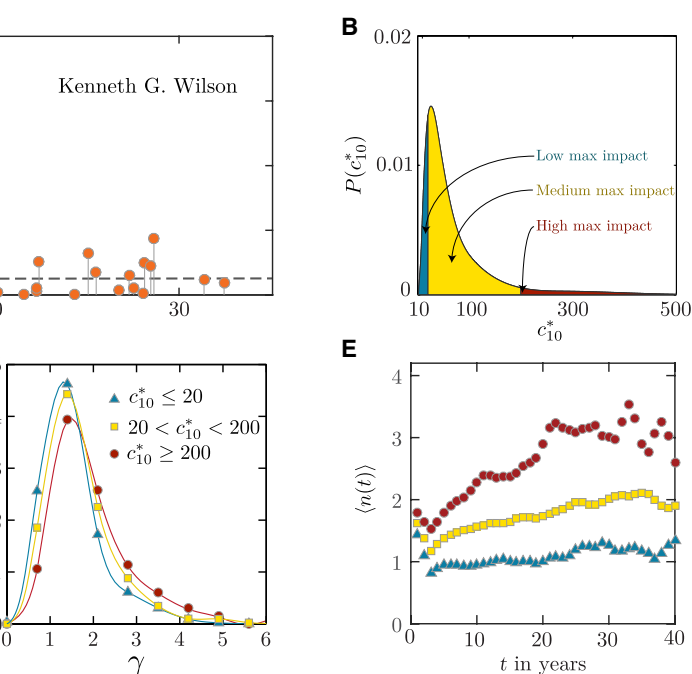 Kenneth G. Wilson
30
B
0.02
0.01
0
P(c*10)
Low max impact
Medium max impact
High max impact
10 100 300 500
c*10
c*10 ≤ 20
20 < c*10 < 200
c*10 ≥ 200
0 1 2 3 4 5 6
γ
E
4
3
2
1
0
⟨n(t)⟩
0 10 20 30 40
t in years